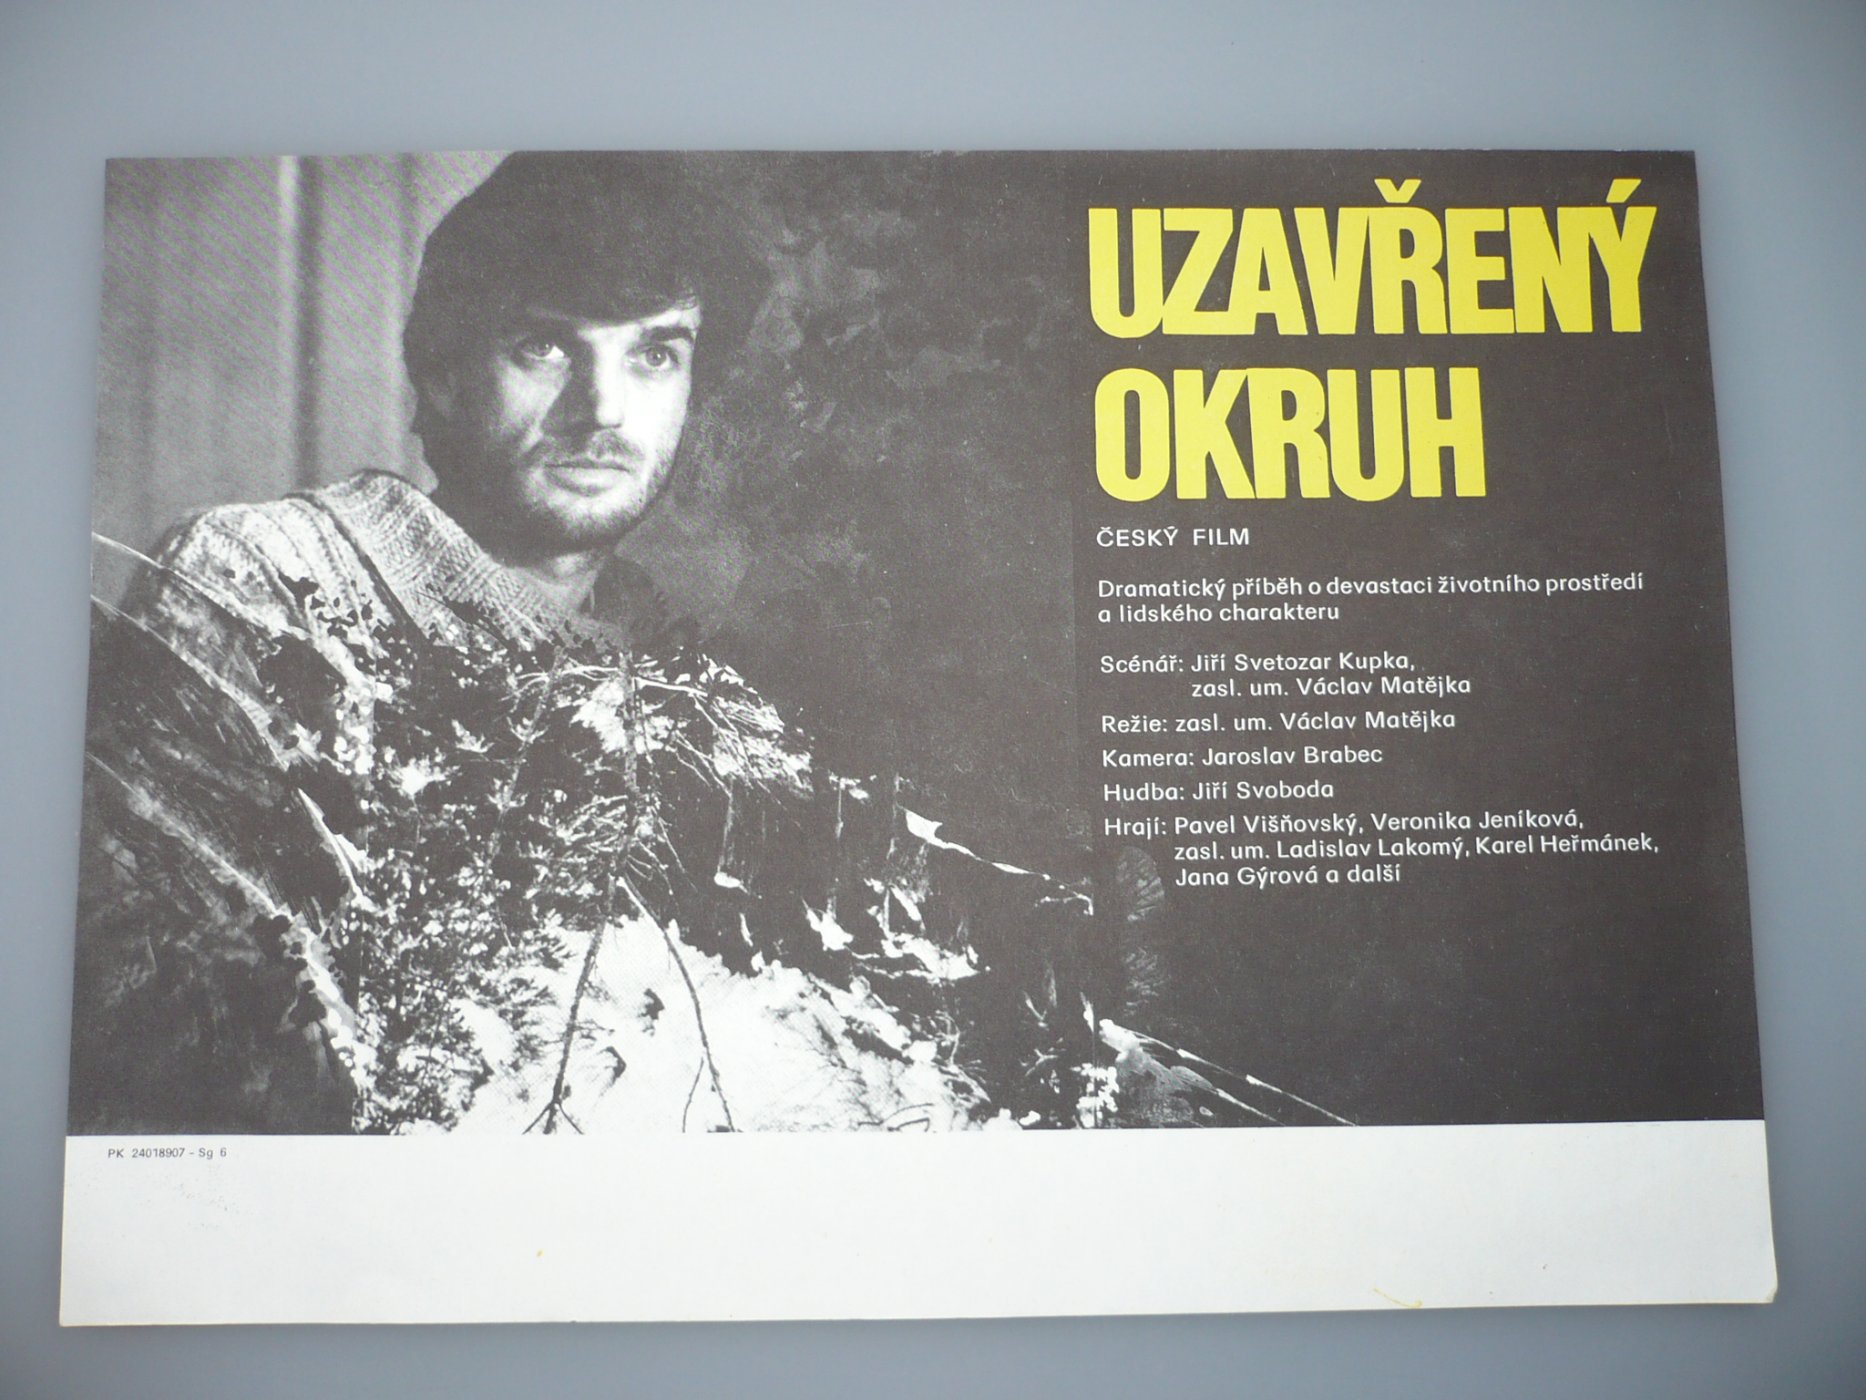 UZAVŘENÝ
OKRUH
ČESKÝ FILM
Dramatický příběh o devastaci životního prostředí
a lidského charakteru
Scénář: Jiří Svetozar Kupka,
zasl. um. Václav Matějka
Režie: zasl. um. Václav Matějka
Kamera: Jaroslav Brabec
Hudba: Jiří Svoboda
Hrají: Pavel Višňovský, Veronika Jeníková,
zasl. um. Ladislav Lakomý, Karel Heřmánek,
Jana Gýrová a další
PK 24018907 - Sg 6